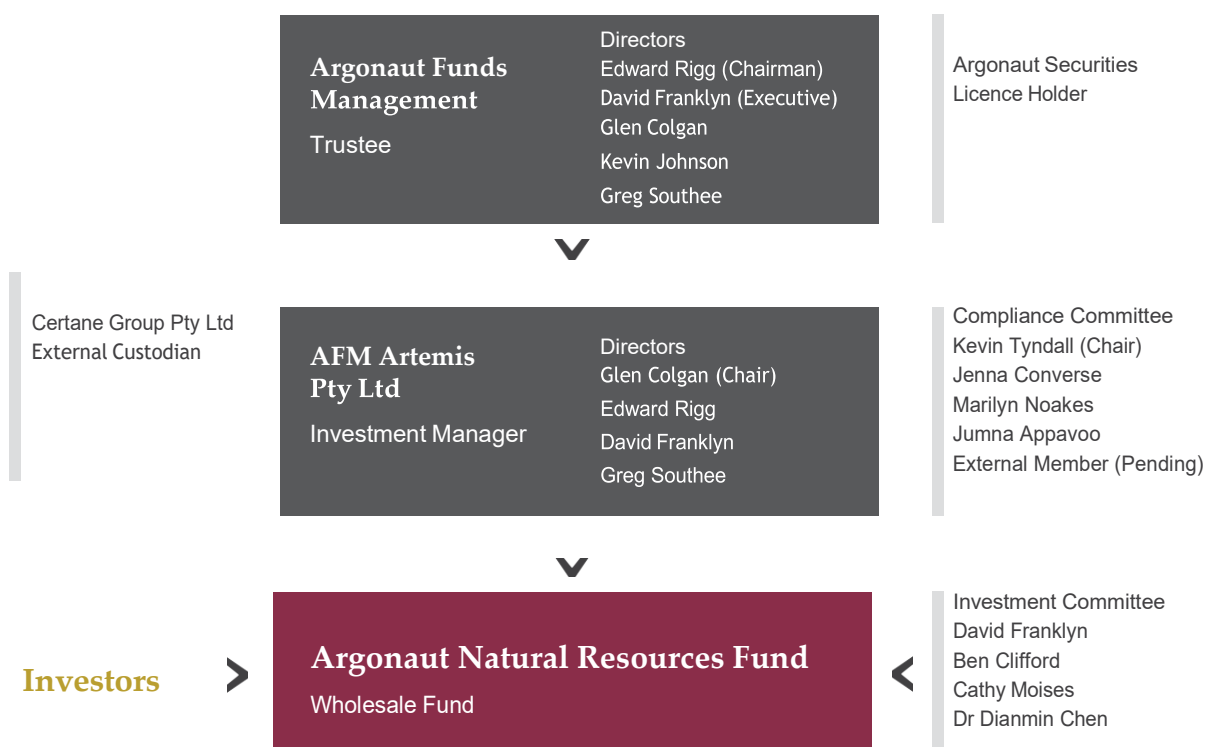 Argonaut Funds
Management
Trustee
Directors
Edward Rigg (Chairman)
David Franklyn (Executive)
Glen Colgan
Kevin Johnson
Greg Southee
Argonaut Securities
Licence Holder
Certane Group Pty Ltd
External Custodian
AFM Artemis
Pty Ltd
Investment Manager
Directors
Glen Colgan (Chair)
Edward Rigg
David Franklyn
Greg Southee
Compliance Committee
Kevin Tyndall (Chair)
Jenna Converse
Marilyn Noakes
Jumna Appavoo
External Member (Pending)
Investors
Argonaut Natural Resources Fund
Wholesale Fund
Investment Committee
David Franklyn
Ben Clifford
Cathy Moises
Dr Dianmin Chen